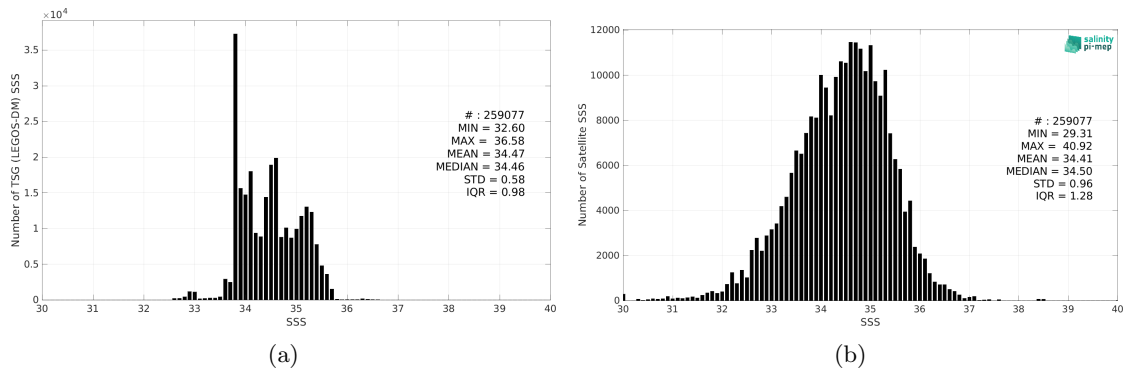 ×10⁴
3.5
3
2.5
2
1.5
1
0.5
0
30 31 32 33 34 35 36 37 38 39 40
SSS
Number of TSG (LEGOS-DM) SSS
# : 259077
MIN = 32.60
MAX = 36.58
MEAN = 34.47
MEDIAN = 34.46
STD = 0.58
IQR = 0.98
(a)
12000
10000
8000
6000
4000
2000
0
30 31 32 33 34 35 36 37 38 39 40
SSS
Number of Satellite SSS
salinity
pi-mep
# : 259077
MIN = 29.31
MAX = 40.92
MEAN = 34.41
MEDIAN = 34.50
STD = 0.96
IQR = 1.28
(b)